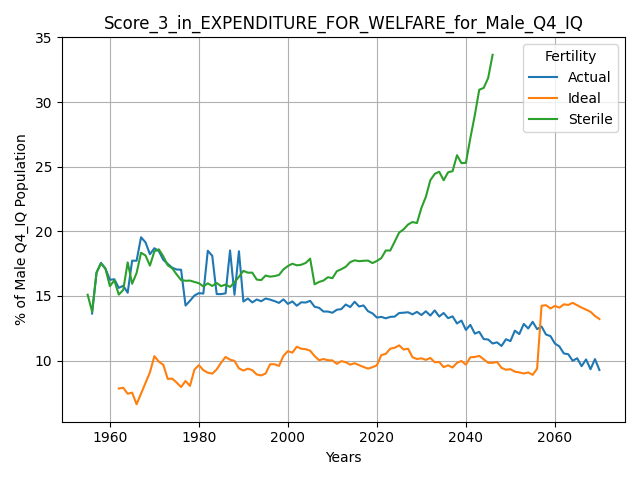 Score_3_in_EXPENDITURE_FOR_WELFARE_for_Male_Q4_IQ
% of Male Q4_IQ Population
35
30
25
20
15
10
Fertility
Actual
Ideal
Sterile
1960 1980 2000 2020 2040 2060
Years